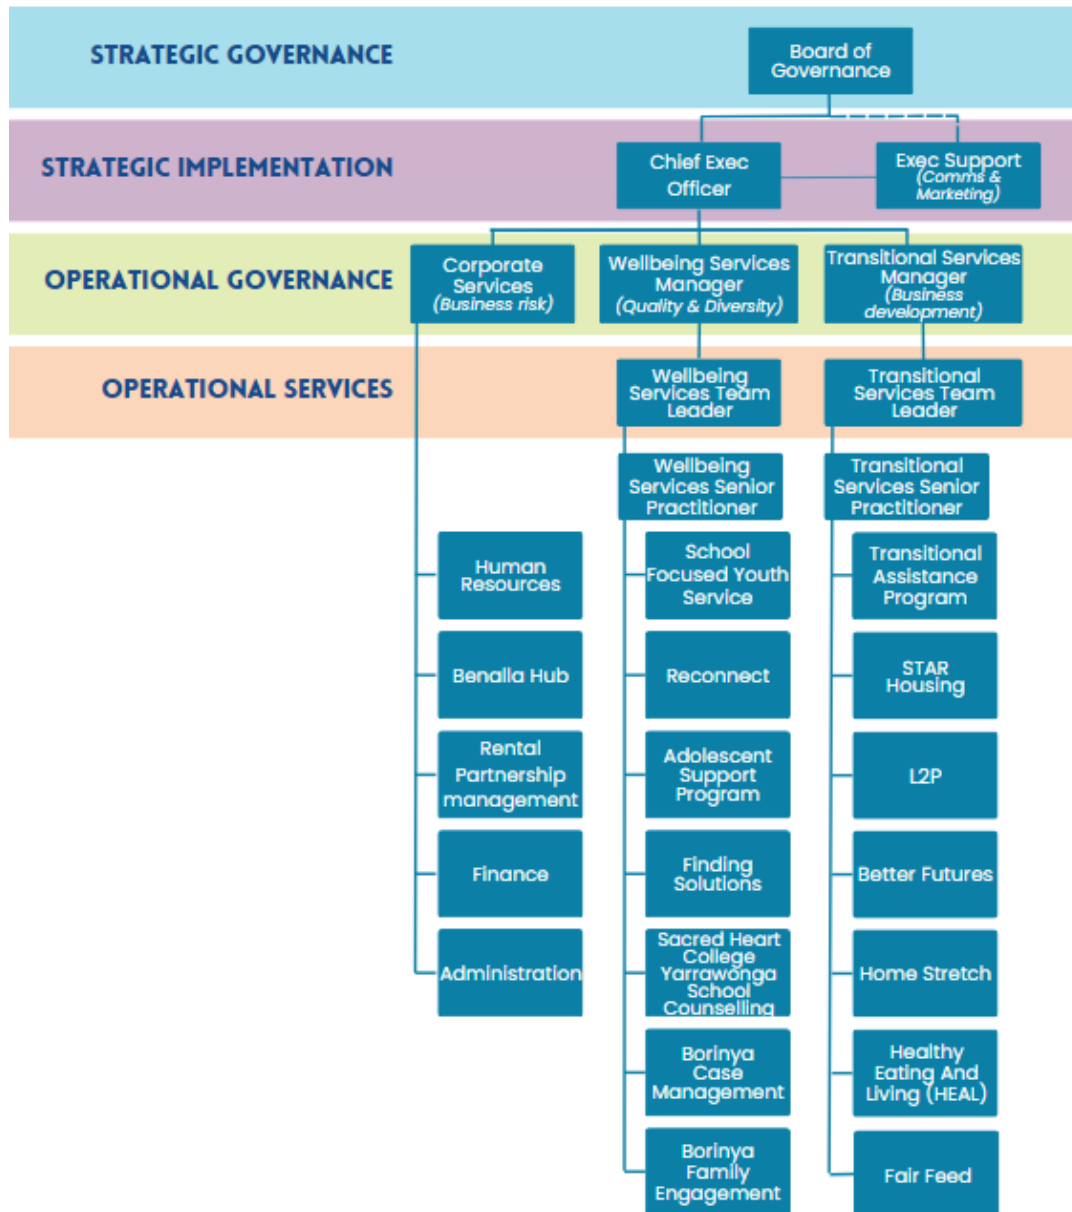 STRATEGIC GOVERNANCE
Board of
Governance
STRATEGIC IMPLEMENTATION
Chief Exec
Officer
Exec Support
(Comms &
Marketing)
OPERATIONAL GOVERNANCE
Corporate
Services
(Business risk)
Wellbeing Services
Manager
(Quality & Diversity)
Transitional Services
Manager
(Business
development)
OPERATIONAL SERVICES
Wellbeing
Services Team
Leader
Transitional
Services Team
Leader
Wellbeing
Services Senior
Practitioner
Transitional
Services Senior
Practitioner
Human
Resources
School
Focused Youth
Service
Transitional
Assistance
Program
Benalla Hub
Reconnect
STAR
Housing
Rental
Partnership
management
Adolescent
Support
Program
L2P
Finance
Finding
Solutions
Better Futures
Administration
Sacred Heart
College
Yarrawonga
School
Counselling
Home Stretch
Borinya
Case
Management
Healthy
Eating And
Living (HEAL)
Borinya
Family
Engagement
Fair Feed